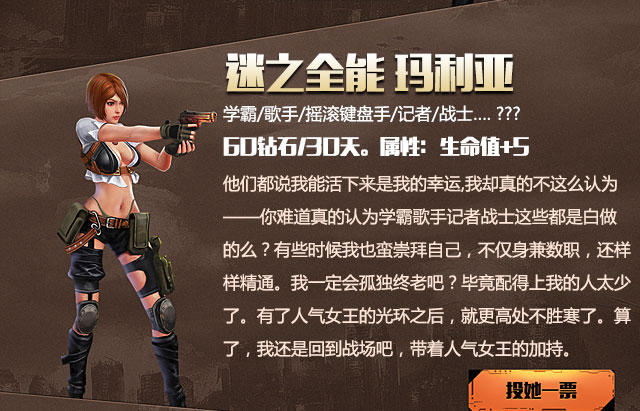 迷之全能 玛利亚
学霸/歌手/摇滚键盘手/记者/战士.... ???
60钻石/30天。属性：生命值+5
他们都说我能活下来是我的幸运,我却真的不这么认为
——你难道真的认为学霸歌手记者战士这些都是白做
的么？有些时候我也蛮崇拜自己，不仅身兼数职，还样
样精通。我一定会孤独终老吧？毕竟配得上我的人太少
了。有了人气女王的光环之后，就更高处不胜寒了。算
了，我还是回到战场吧，带着人气女王的加持。
投她一票